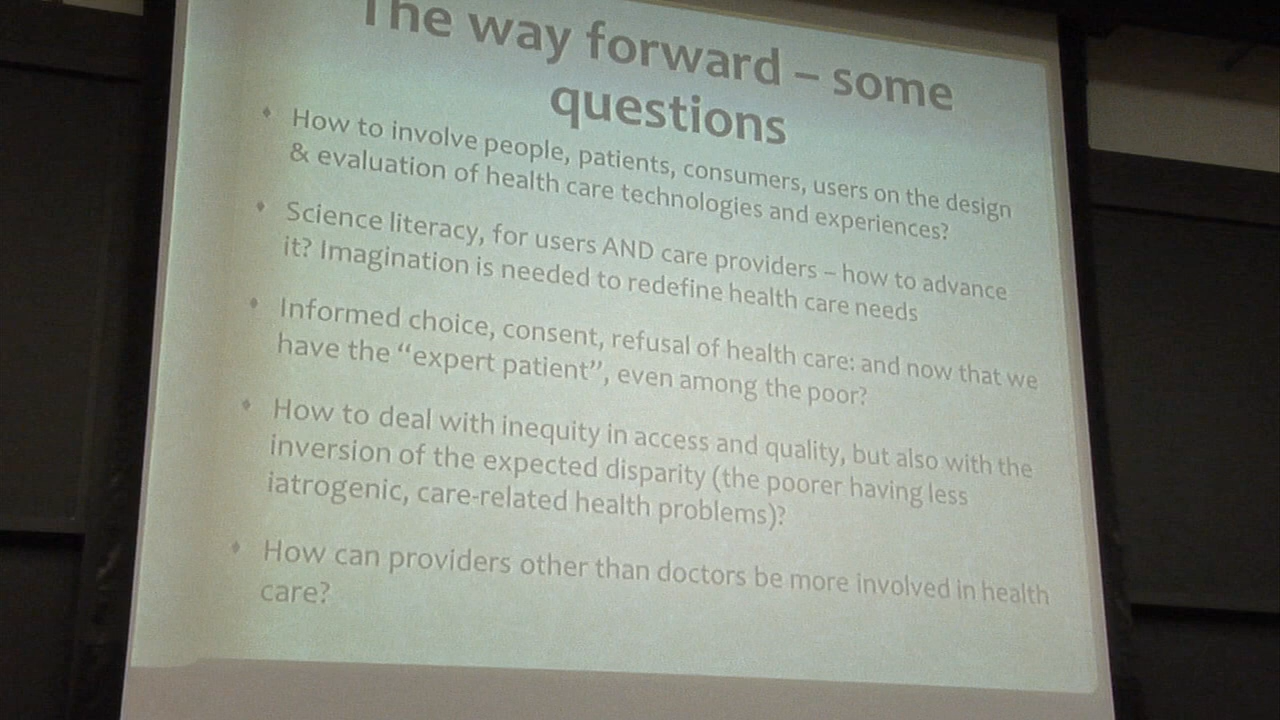 The way forward – some
questions
How to involve people, patients, consumers, users on the design
& evaluation of health care technologies and experiences?
Science literacy, for users AND care providers – how to advance
it? Imagination is needed to redefine health care needs
Informed choice, consent, refusal of health care: and now that we
have the “expert patient”, even among the poor?
How to deal with inequity in access and quality, but also with the
inversion of the expected disparity (the poorer having less
iatrogenic, care-related health problems)?
How can providers other than doctors be more involved in health
care?